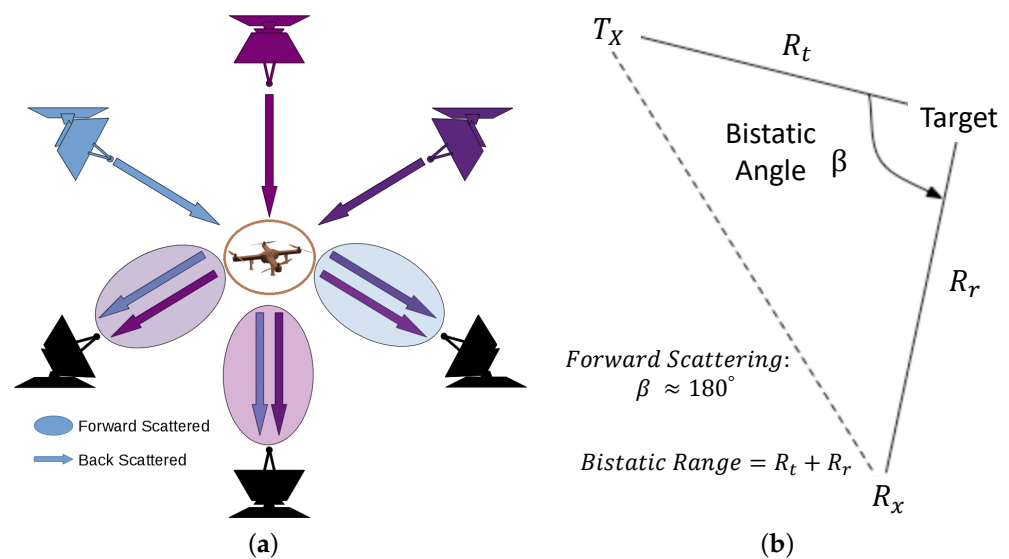 Forward Scattered
Back Scattered
(a)
T_X
R_t
Target
Bistatic
Angle β
R_r
Forward Scattering:
β ≈ 180°
Bistatic Range = R_t + R_r
R_x
(b)